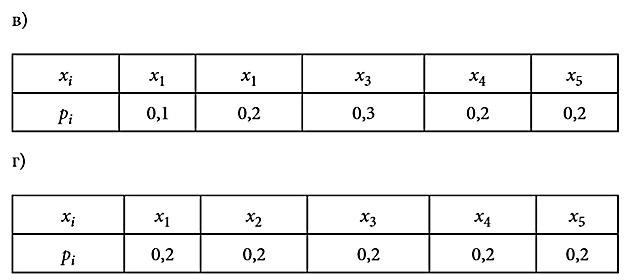 в)
xᵢ x₁ x₁ x₃ x₄ x₅
pᵢ 0,1 0,2 0,3 0,2 0,2
г)
xᵢ x₁ x₂ x₃ x₄ x₅
pᵢ 0,2 0,2 0,2 0,2 0,2